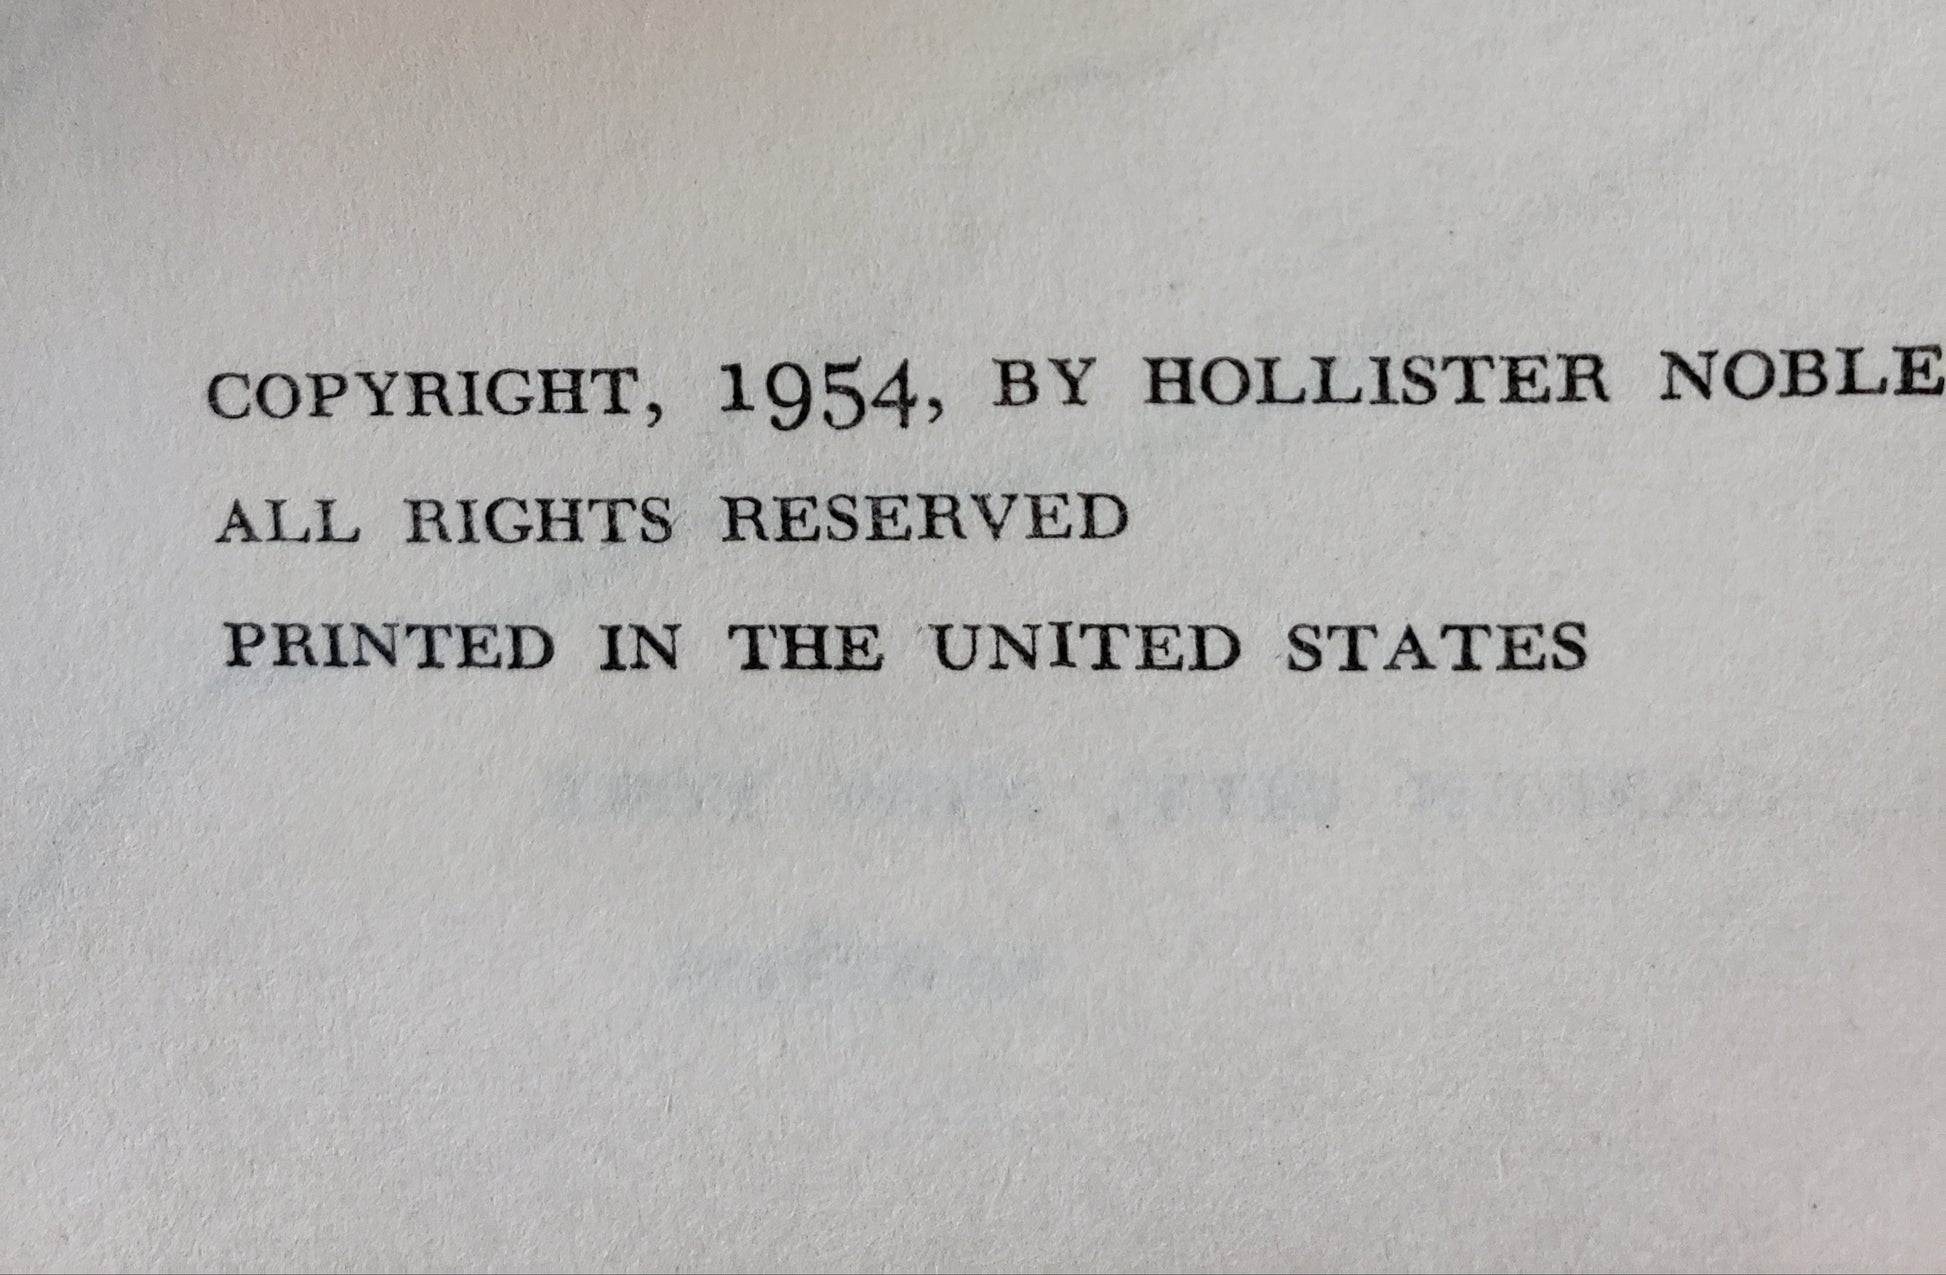 COPYRIGHT, 1954, BY HOLLISTER NOBLE
ALL RIGHTS RESERVED
PRINTED IN THE UNITED STATES